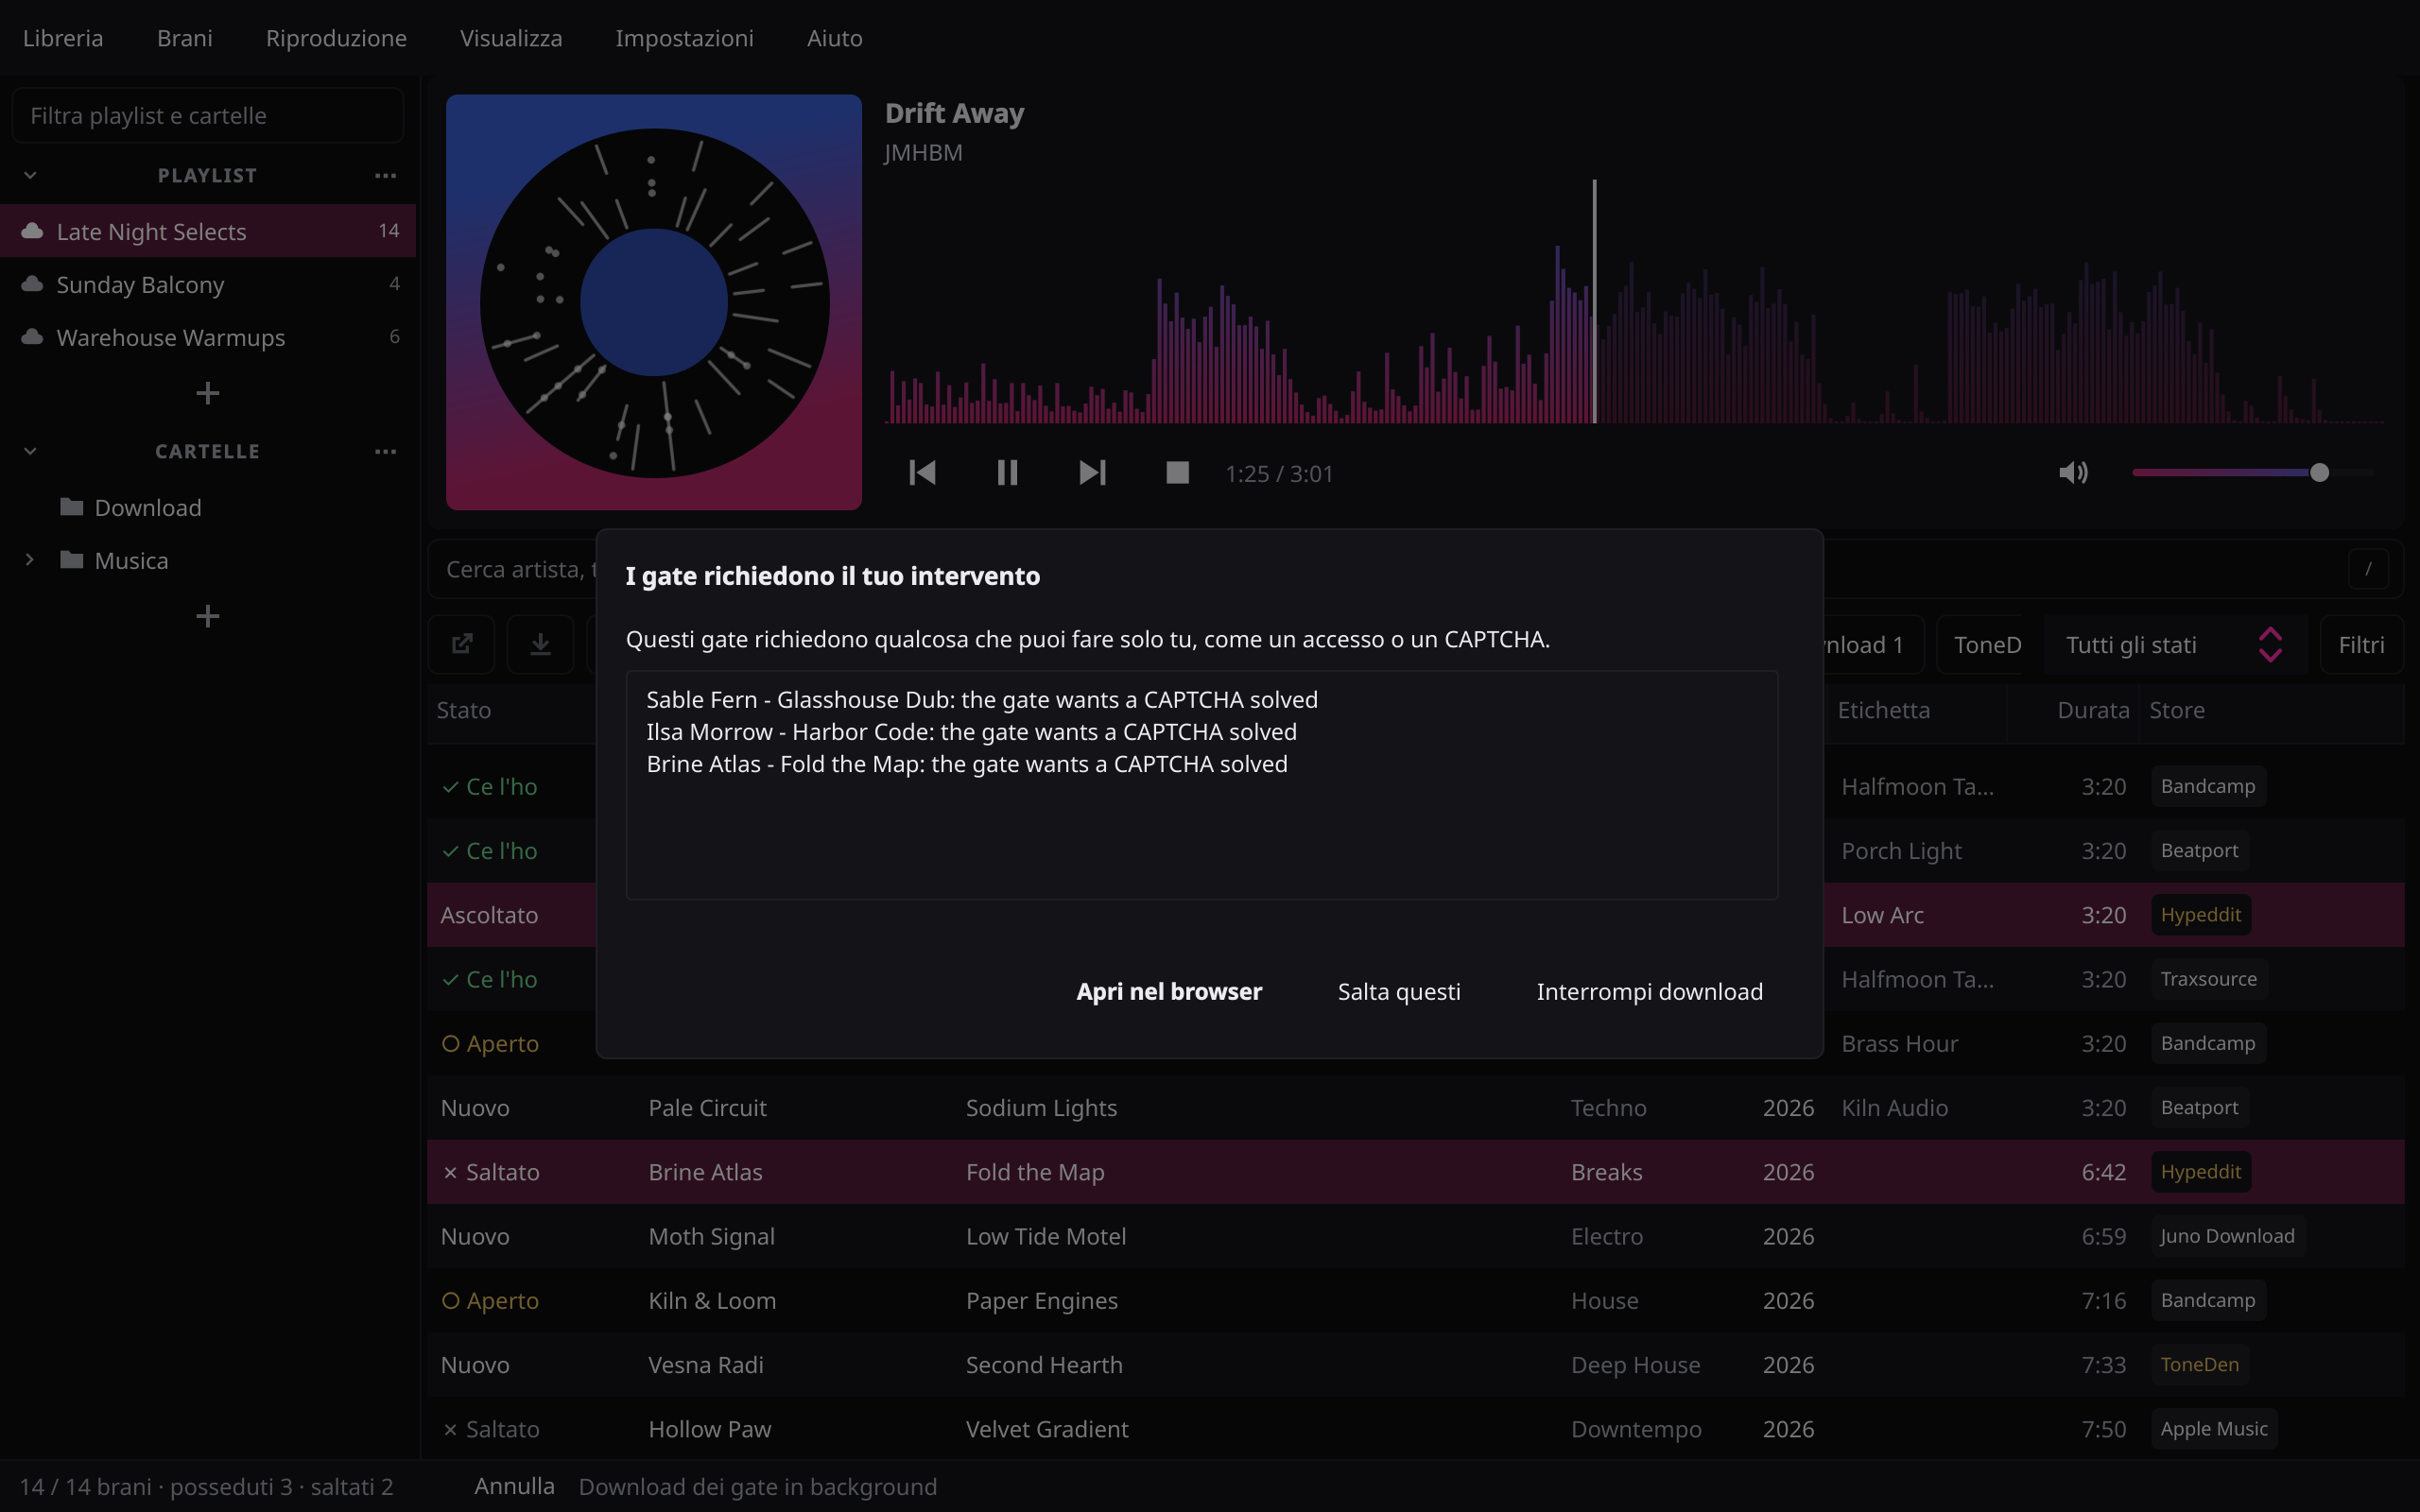 Libreria Brani Riproduzione Visualizza Impostazioni Aiuto
Filtra playlist e cartelle
PLAYLIST
Late Night Selects 14
Sunday Balcony 4
Warehouse Warmups 6
CARTELLE
Download
Musica
Drift Away
JMHBM
1:25 / 3:01
Cerca artista, t
/
nload 1 ToneD Tutti gli stati Filtri
I gate richiedono il tuo intervento
Questi gate richiedono qualcosa che puoi fare solo tu, come un accesso o un CAPTCHA.
Sable Fern - Glasshouse Dub: the gate wants a CAPTCHA solved
Ilsa Morrow - Harbor Code: the gate wants a CAPTCHA solved
Brine Atlas - Fold the Map: the gate wants a CAPTCHA solved
Apri nel browser Salta questi Interrompi download
Stato Etichetta Durata Store
Ce l'ho Halfmoon Ta... 3:20 Bandcamp
Ce l'ho Porch Light 3:20 Beatport
Ascoltato Low Arc 3:20 Hypeddit
Ce l'ho Halfmoon Ta... 3:20 Traxsource
Aperto Brass Hour 3:20 Bandcamp
Nuovo Pale Circuit Sodium Lights Techno 2026 Kiln Audio 3:20 Beatport
Saltato Brine Atlas Fold the Map Breaks 2026 6:42 Hypeddit
Nuovo Moth Signal Low Tide Motel Electro 2026 6:59 Juno Download
Aperto Kiln & Loom Paper Engines House 2026 7:16 Bandcamp
Nuovo Vesna Radi Second Hearth Deep House 2026 7:33 ToneDen
Saltato Hollow Paw Velvet Gradient Downtempo 2026 7:50 Apple Music
14 / 14 brani · posseduti 3 · saltati 2 Annulla Download dei gate in background